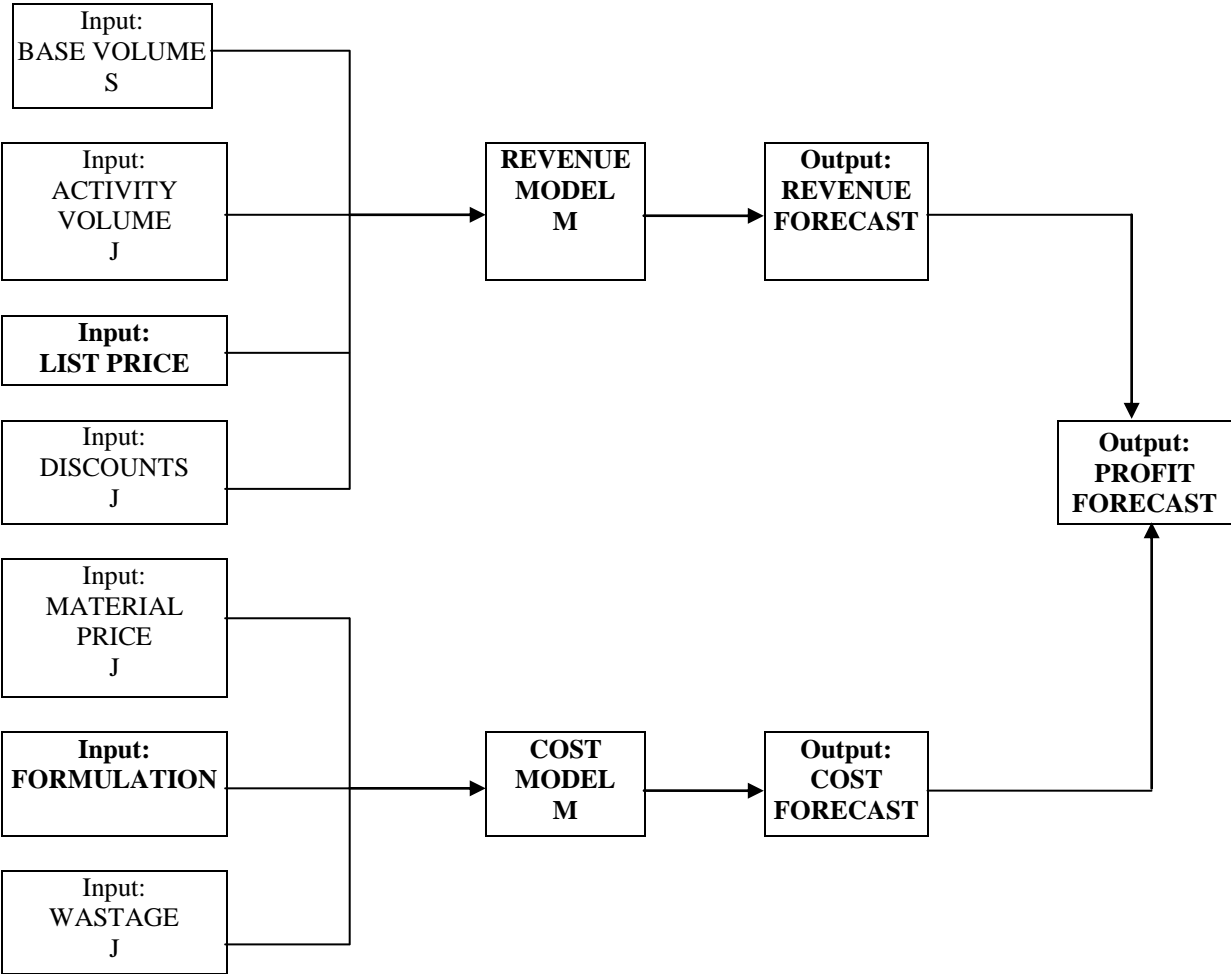 Input:
BASE VOLUME
S
Input:
ACTIVITY
VOLUME
J
Input:
LIST PRICE
Input:
DISCOUNTS
J
Input:
MATERIAL
PRICE
J
Input:
FORMULATION
Input:
WASTAGE
J
REVENUE
MODEL
M
Output:
REVENUE
FORECAST
COST
MODEL
M
Output:
COST
FORECAST
Output:
PROFIT
FORECAST